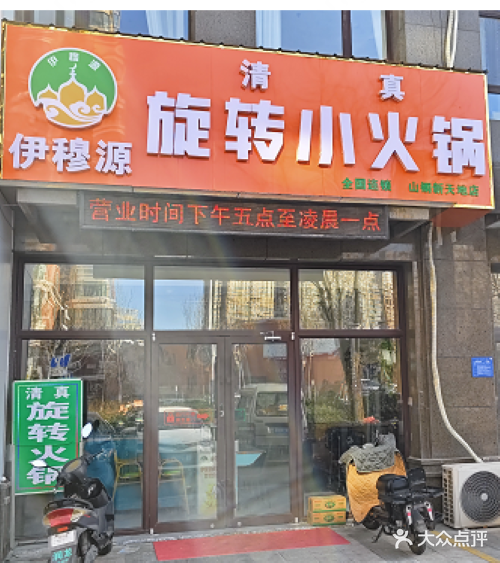 伊穆源
清真
旋转小火锅
伊穆源
全国连锁 山钢新天地店
营业时间下午五点至凌晨一点
清真
旋转
火锅
大众点评